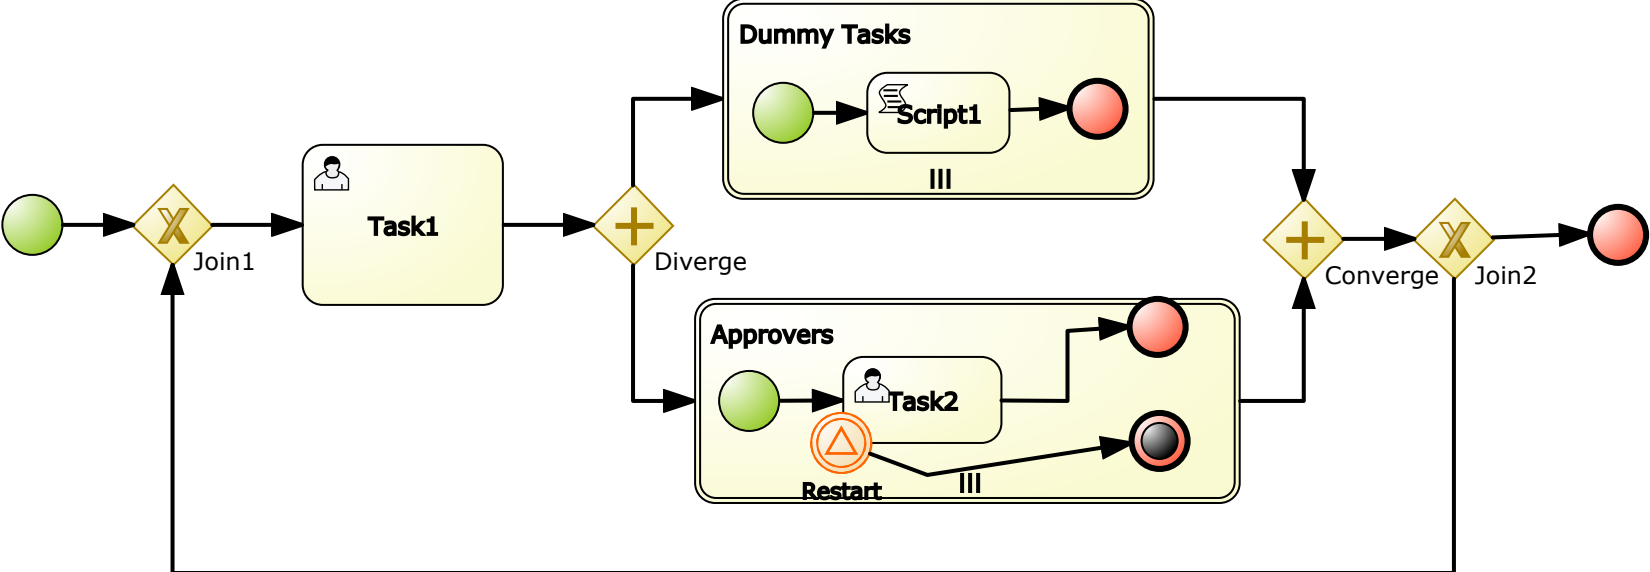 Dummy Tasks
Script1
Task1
Join1
Diverge
Converge
Join2
Approvers
Task2
Restart